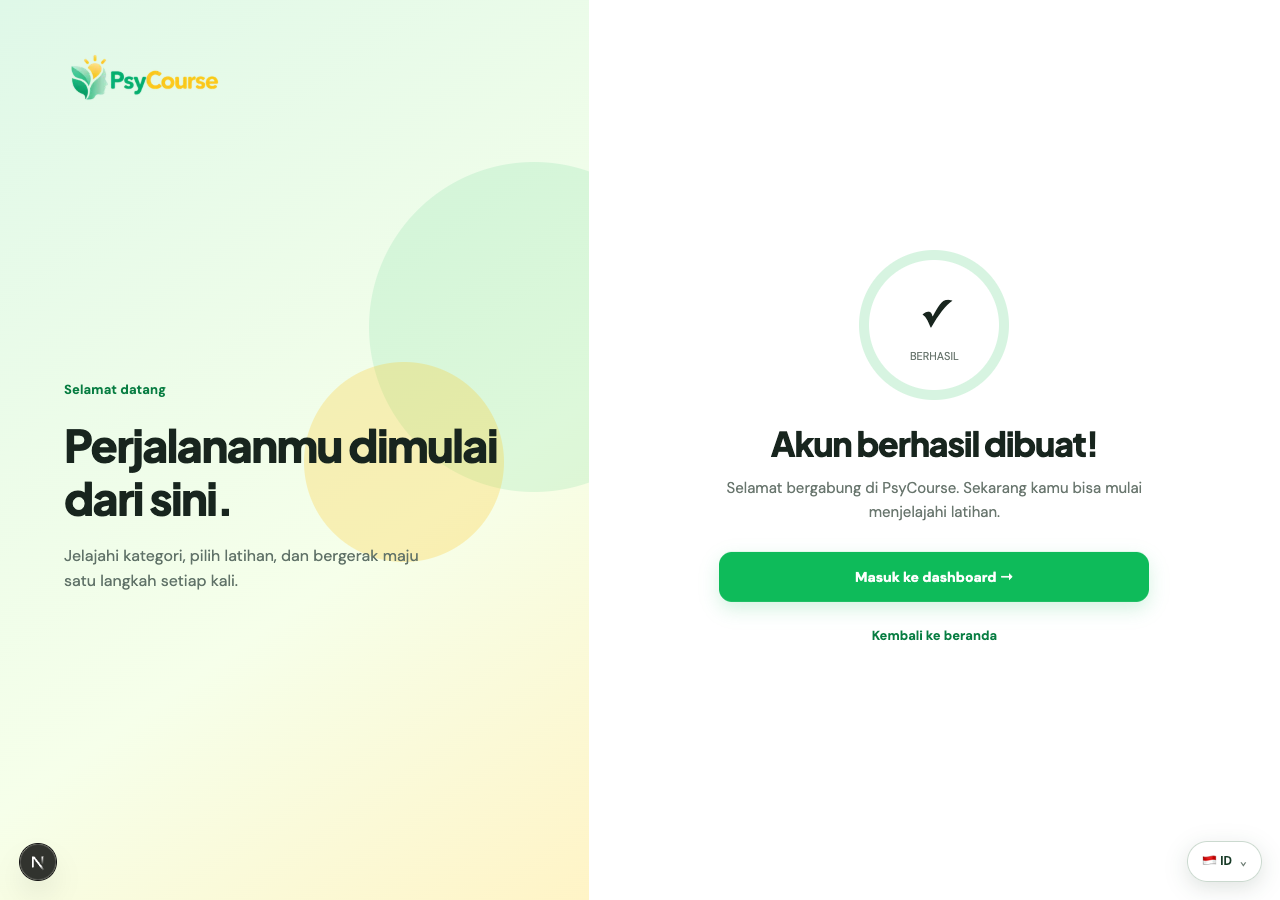 PsyCourse
Selamat datang
Perjalananmu dimulai
dari sini.
Jelajahi kategori, pilih latihan, dan bergerak maju
satu langkah setiap kali.
✓
BERHASIL
Akun berhasil dibuat!
Selamat bergabung di PsyCourse. Sekarang kamu bisa mulai
menjelajahi latihan.
Masuk ke dashboard →
Kembali ke beranda
N
🇮🇩 ID ⌄